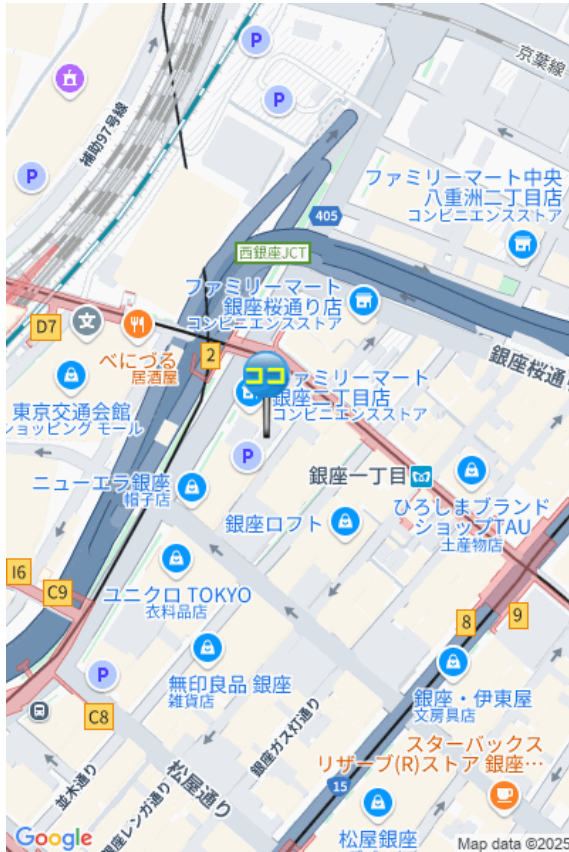 P
京葉線
P
補助97号線
P
ファミリーマート中央
八重洲二丁目店
コンビニエンスストア
405
西銀座JCT
ファミリーマート
銀座桜通り店
コンビニエンスストア
D7
文
べにづる
居酒屋
2
銀座桜通り
ココ
ファミリーマート
銀座二丁目店
コンビニエンスストア
東京交通会館
ショッピング モール
P
銀座一丁目
ニューエラ銀座
帽子店
銀座ロフト
ひろしまブランド
ショップTAU
土産物店
I6
C9
ユニクロ TOKYO
衣料品店
8
9
P
無印良品 銀座
雑貨店
銀座・伊東屋
文房具店
C8
銀座ガス灯通り
スターバックス
リザーブ(R)ストア 銀座…
並木通り
松屋通り
銀座レンガ通り
15
松屋銀座
Google
Map data ©2025